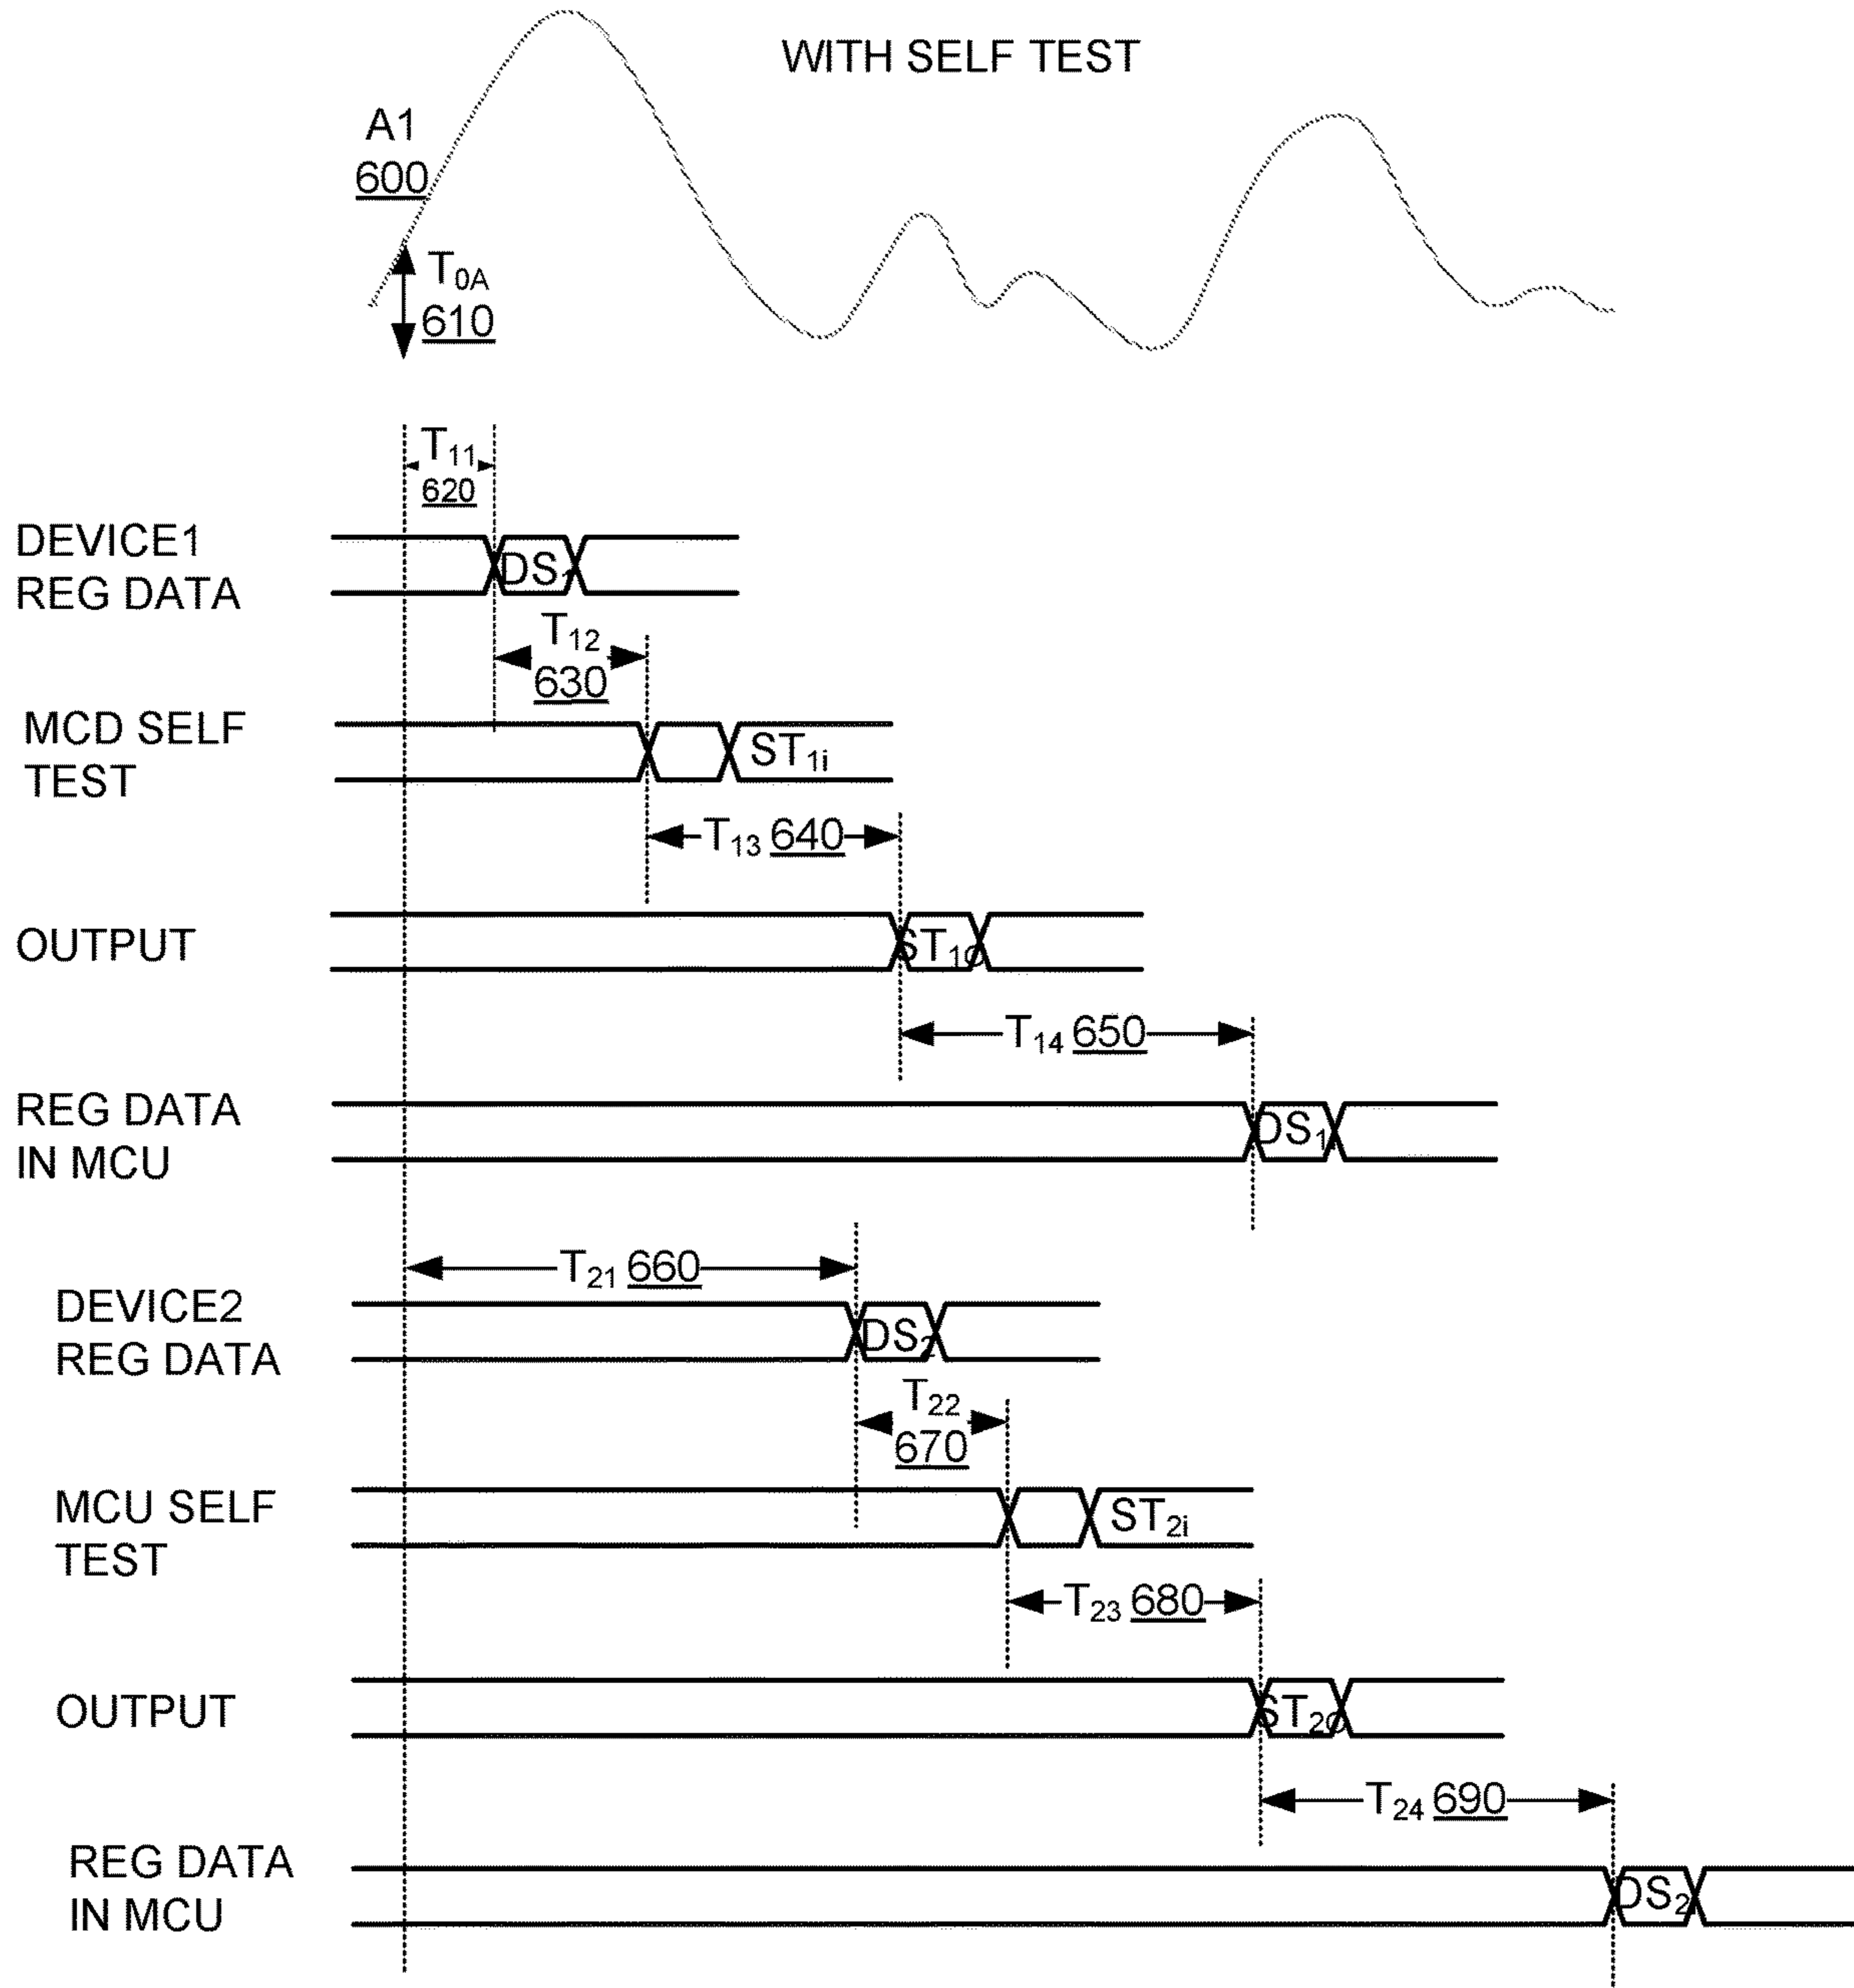 WITH SELF TEST
A1
600
T0A
610
T11
620
DEVICE1
REG DATA
DS1
T12
630
MCD SELF
TEST
ST1i
T13 640
OUTPUT
ST1o
T14 650
REG DATA
IN MCU
DS1
T21 660
DEVICE2
REG DATA
DS2
T22
670
MCU SELF
TEST
ST2i
T23 680
OUTPUT
ST2o
T24 690
REG DATA
IN MCU
DS2